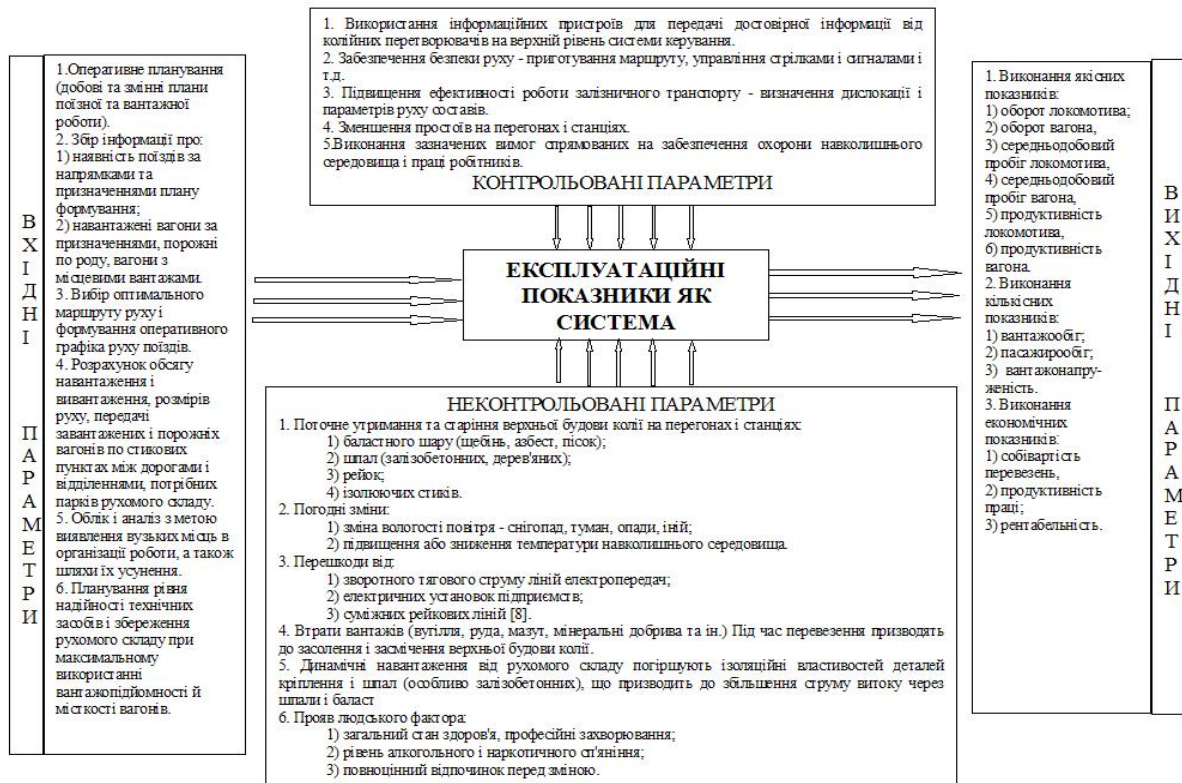 1. Використання інформаційних пристроїв для передачі достовірної інформації від
колійних перетворювачів на верхній рівень системи керування.
2. Забезпечення безпеки руху - приготування маршруту, управління стрілками і сигналами і
т.д.
3. Підвищення ефективності роботи залізничного транспорту - визначення дислокації і
параметрів руху составів.
4. Зменшення простоїв на перегонах і станціях.
5.Виконання зазначених вимог спрямованих на забезпечення охорони навколишнього
середовища і праці робітників.
КОНТРОЛЬОВАНІ ПАРАМЕТРИ
ВХІДНІ ПАРАМЕТРИ
1.Оперативне планування
(добові та змінні плани
поїзної та вантажної
роботи).
2. Збір інформації про:
1) наявність поїздів за
напрямками та
призначеннями плану
формування;
2) навантажені вагони за
призначеннями, порожні
по роду, вагони з
місцевими вантажами.
3. Вибір оптимального
маршруту руху і
формування оперативного
графіка руху поїздів.
4. Розрахунок обсягу
навантаження і
вивантаження, розмірів
руху, передачі
завантажених і порожніх
вагонів по стикових
пунктах між дорогами і
відділеннями, потрібних
парків рухомого складу.
5. Облік і аналіз з метою
виявлення вузьких місць в
організації роботи, а також
шляхи їх усунення.
6. Планування рівня
надійності технічних
засобів і збереження
рухомого складу при
максимальному
використанні
вантажопідйомності й
місткості вагонів.
ЕКСПЛУАТАЦІЙНІ
ПОКАЗНИКИ ЯК
СИСТЕМА
НЕКОНТРОЛЬОВАНІ ПАРАМЕТРИ
1. Поточне утримання та старіння верхньої будови колії на перегонах і станціях:
1) баластного шару (щебінь, азбест, пісок);
2) шпал (залізобетонних, дерев'яних);
3) рейок;
4) ізолюючих стиків.
2. Погодні зміни:
1) зміна вологості повітря - снігопад, туман, опади, іній;
2) підвищення або зниження температури навколишнього середовища.
3. Перешкоди від:
1) зворотного тягового струму ліній електропередач;
2) електричних установок підприємств;
3) суміжних рейкових ліній [8].
4. Втрати вантажів (вугілля, руда, мазут, мінеральні добрива та ін.) Під час перевезення призводять
до засолення і засмічення верхньої будови колії.
5. Динамічні навантаження від рухомого складу погіршують ізоляційні властивостей деталей
кріплення і шпал (особливо залізобетонних), що призводить до збільшення струму витоку через
шпали і баласт
6. Прояв людського фактора:
1) загальний стан здоров'я, професійні захворювання;
2) рівень алкогольного і наркотичного сп'яніння;
3) повноцінний відпочинок перед зміною.
1. Виконання якісних
показників:
1) оборот локомотива;
2) оборот вагона,
3) середньодобовий
пробіг локомотива,
4) середньодобовий
пробіг вагона,
5) продуктивність
локомотива,
6) продуктивність
вагона.
2. Виконання
кількісних
показників:
1) вантажообіг;
2) пасажирообіг;
3) вантажонапру-
женість.
3. Виконання
економічних
показників:
1) собівартість
перевезень,
2) продуктивність
праці;
3) рентабельність.
ВИХІДНІ ПАРАМЕТРИ